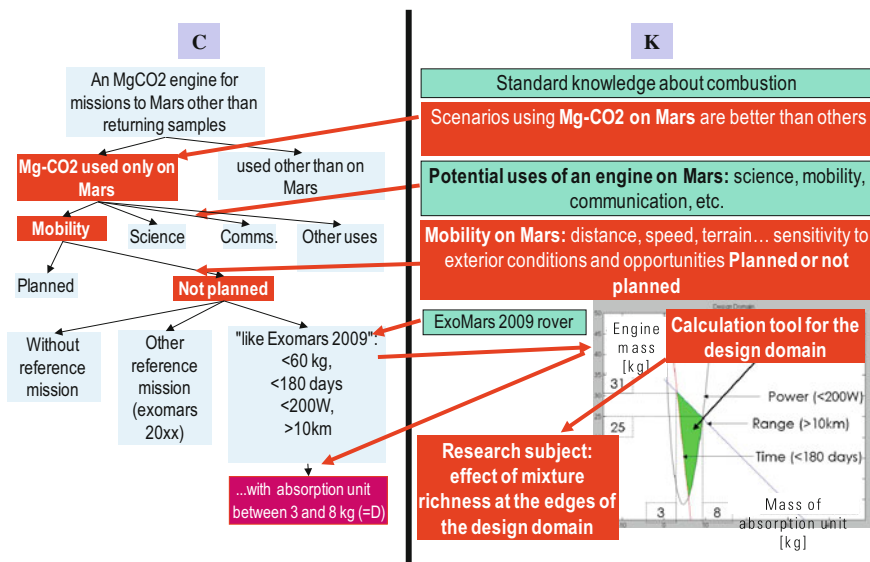 C
K
An MgCO2 engine for
missions to Mars other than
returning samples
Mg-CO2 used only on
Mars
used other than on
Mars
Mobility
Science
Comms.
Other uses
Planned
Not planned
Without
reference
mission
Other
reference
mission
(exomars
20xx)
"like Exomars 2009":
<60 kg,
<180 days
<200W,
>10km
...with absorption unit
between 3 and 8 kg (=D)
Standard knowledge about combustion
Scenarios using Mg-CO2 on Mars are better than others
Potential uses of an engine on Mars: science, mobility,
communication, etc.
Mobility on Mars: distance, speed, terrain… sensitivity to
exterior conditions and opportunities Planned or not
planned
ExoMars 2009 rover
Design Domain
Engine
mass
[kg]
Calculation tool for the
design domain
31
25
Power (<200W)
Range (>10km)
Time (<180 days)
3
8
Mass of
absorption unit
[kg]
Research subject:
effect of mixture
richness at the edges of
the design domain